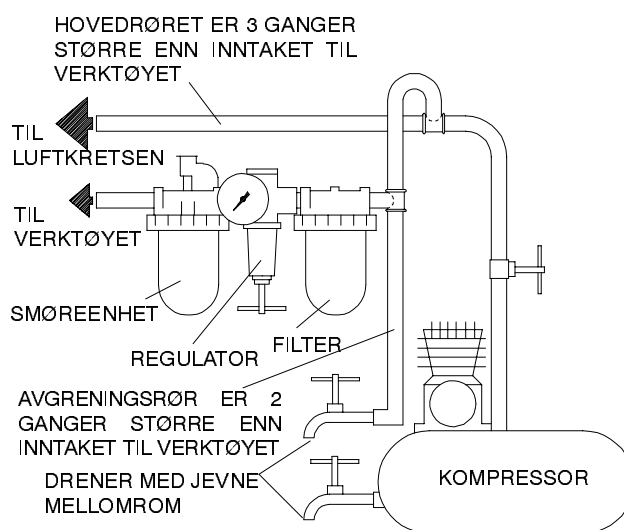 HOVEDRØRET ER 3 GANGER
STØRRE ENN INNTAKET TIL
VERKTØYET
TIL
LUFTKRETSEN
TIL
VERKTØYET
SMØREENHET
REGULATOR
FILTER
AVGRENINGSRØR ER 2
GANGER STØRRE ENN
INNTAKET TIL VERKTØYET
DRENER MED JEVNE
MELLOMROM
KOMPRESSOR